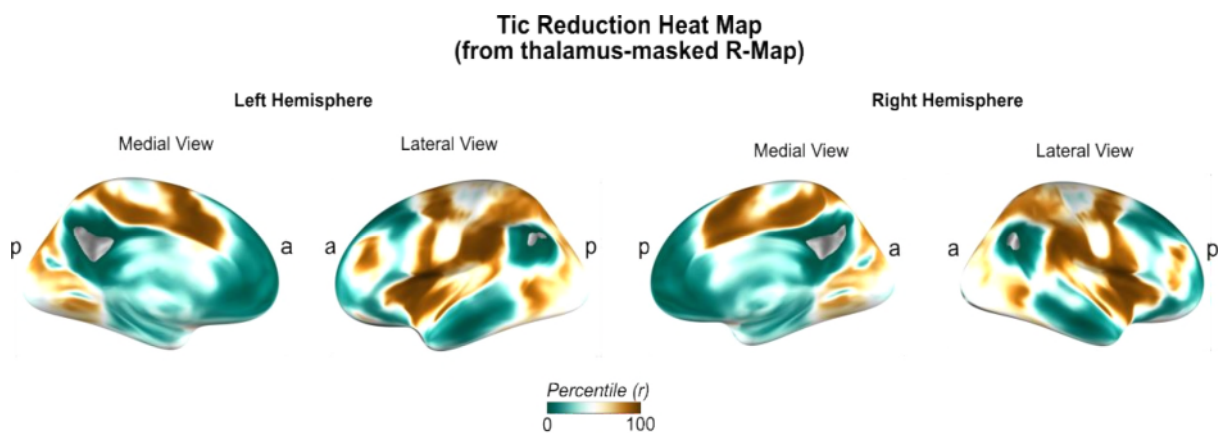 Tic Reduction Heat Map
(from thalamus-masked R-Map)
Left Hemisphere
Right Hemisphere
Medial View
Lateral View
Medial View
Lateral View
p
a
a
p
p
a
a
p
Percentile (r)
0
100